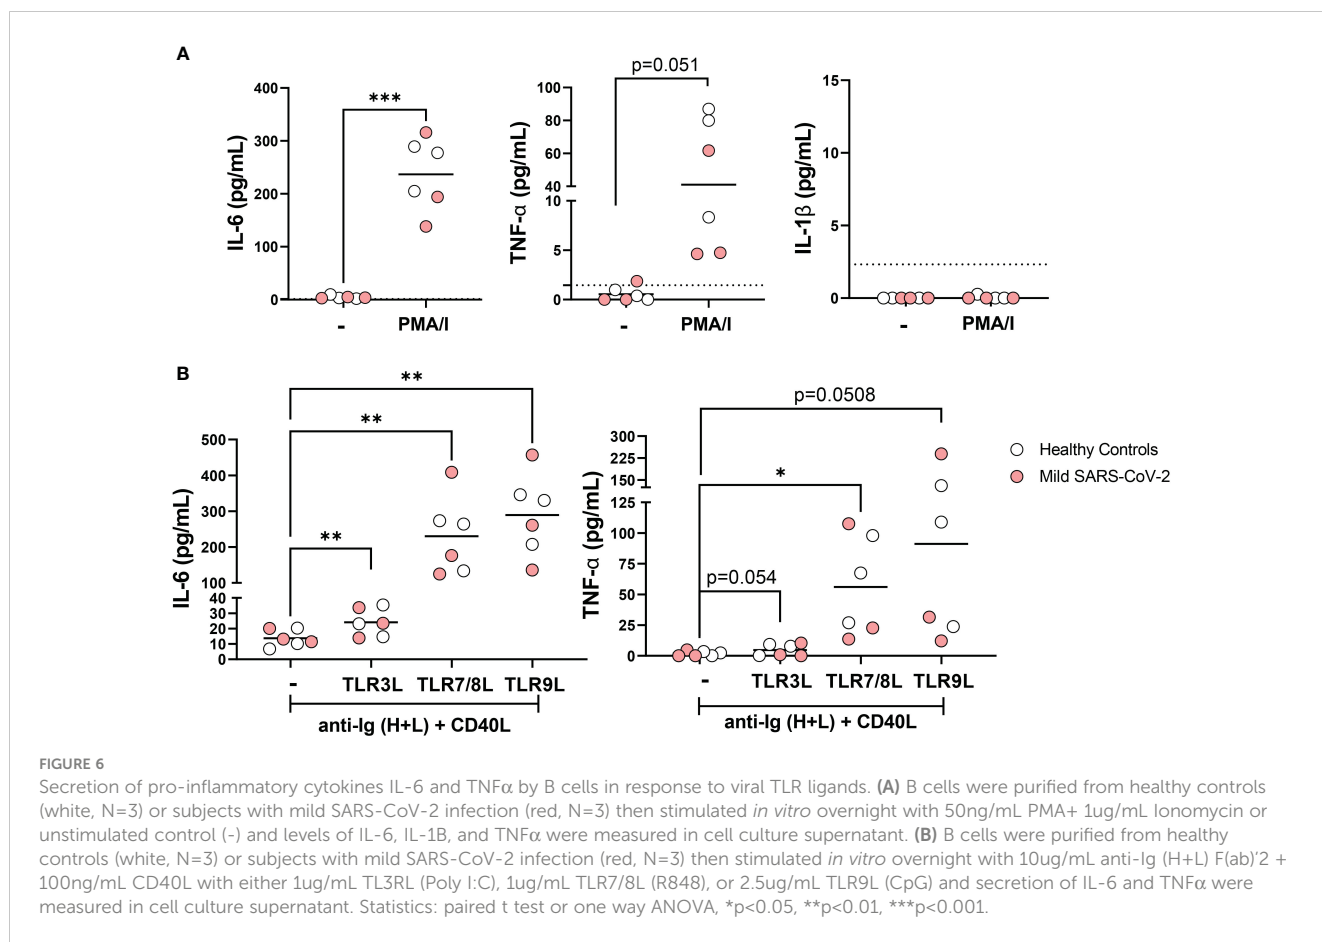 A
IL-6 (pg/mL)
400
300
200
100
0
***
-
PMA/I
TNF-α (pg/mL)
100
80
60
40
10
5
0
p=0.051
-
PMA/I
IL-1β (pg/mL)
15
10
5
0
-
PMA/I
B
IL-6 (pg/mL)
500
400
300
200
100
40
30
20
10
0
**
**
**
-
TLR3L
TLR7/8L
TLR9L
anti-Ig (H+L) + CD40L
TNF-α (pg/mL)
300
225
150
125
100
75
50
25
0
p=0.0508
*
p=0.054
-
TLR3L
TLR7/8L
TLR9L
anti-Ig (H+L) + CD40L
Healthy Controls
Mild SARS-CoV-2
FIGURE 6
Secretion of pro-inflammatory cytokines IL-6 and TNFα by B cells in response to viral TLR ligands. (A) B cells were purified from healthy controls
(white, N=3) or subjects with mild SARS-CoV-2 infection (red, N=3) then stimulated in vitro overnight with 50ng/mL PMA+ 1ug/mL Ionomycin or
unstimulated control (-) and levels of IL-6, IL-1B, and TNFα were measured in cell culture supernatant. (B) B cells were purified from healthy
controls (white, N=3) or subjects with mild SARS-CoV-2 infection (red, N=3) then stimulated in vitro overnight with 10ug/mL anti-Ig (H+L) F(ab)'2 +
100ng/mL CD40L with either 1ug/mL TL3RL (Poly I:C), 1ug/mL TLR7/8L (R848), or 2.5ug/mL TLR9L (CpG) and secretion of IL-6 and TNFα were
measured in cell culture supernatant. Statistics: paired t test or one way ANOVA, *p<0.05, **p<0.01, ***p<0.001.